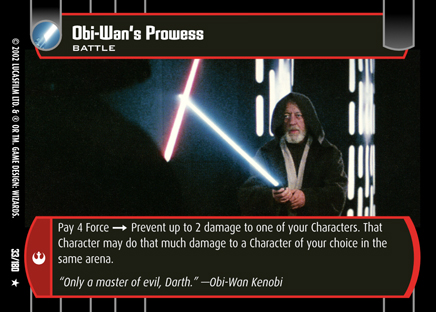 Obi-Wan's Prowess
BATTLE
Pay 4 Force → Prevent up to 2 damage to one of your Characters. That
Character may do that much damage to a Character of your choice in the
same arena.
“Only a master of evil, Darth.” —Obi-Wan Kenobi
© 2002 LUCASFILM LTD. & ® OR TM. GAME DESIGN: WIZARDS.
33/180 ★